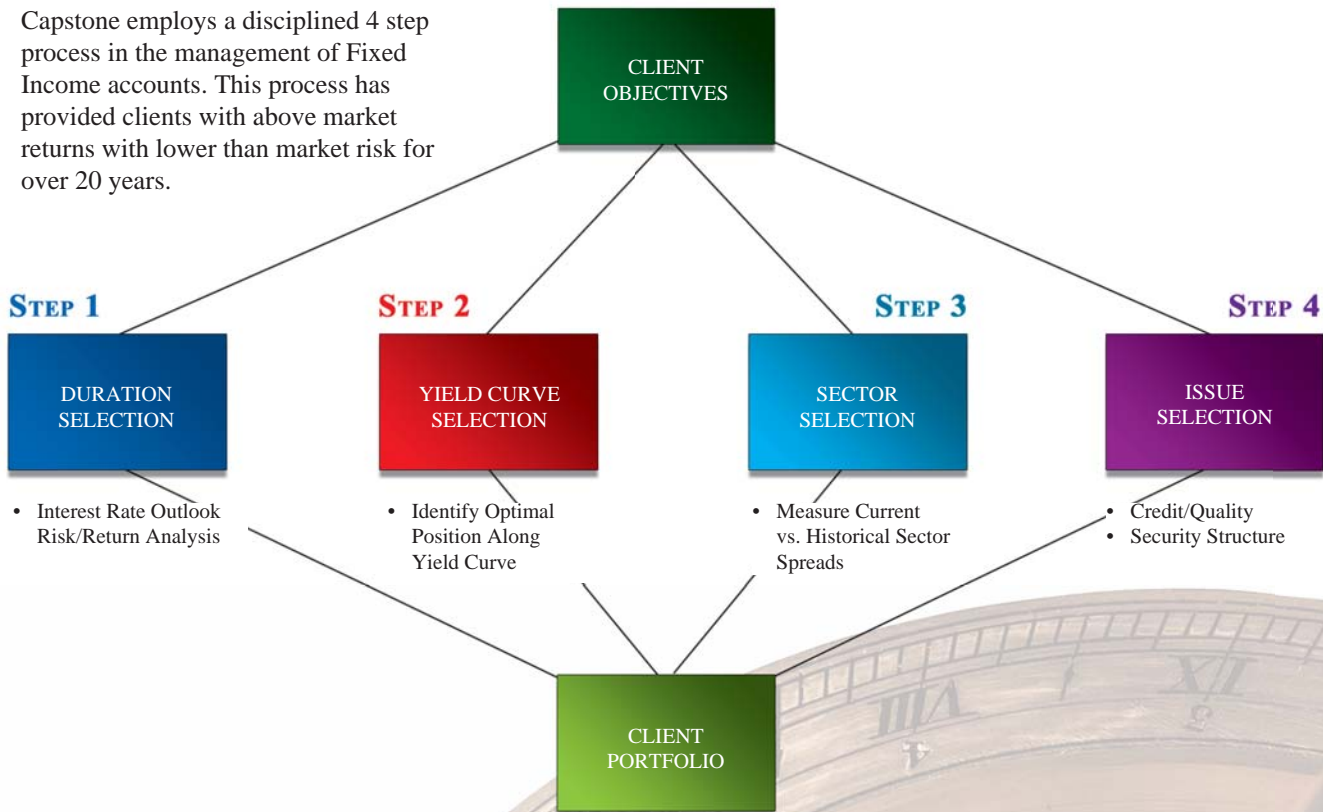 Capstone employs a disciplined 4 step
process in the management of Fixed
Income accounts. This process has
provided clients with above market
returns with lower than market risk for
over 20 years.
CLIENT
OBJECTIVES
STEP 1
DURATION
SELECTION
• Interest Rate Outlook
Risk/Return Analysis
STEP 2
YIELD CURVE
SELECTION
• Identify Optimal
Position Along
Yield Curve
STEP 3
SECTOR
SELECTION
• Measure Current
vs. Historical Sector
Spreads
STEP 4
ISSUE
SELECTION
• Credit/Quality
• Security Structure
CLIENT
PORTFOLIO
VIII
4
XI